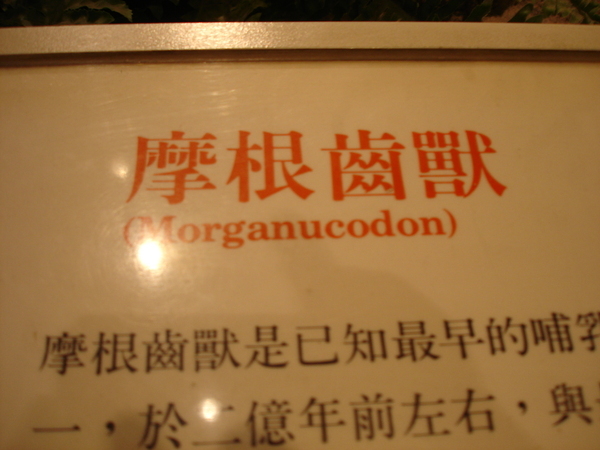 摩根齒獸
(Morganucodon)
摩根齒獸是已知最早的哺乳
一，於二億年前左右，與